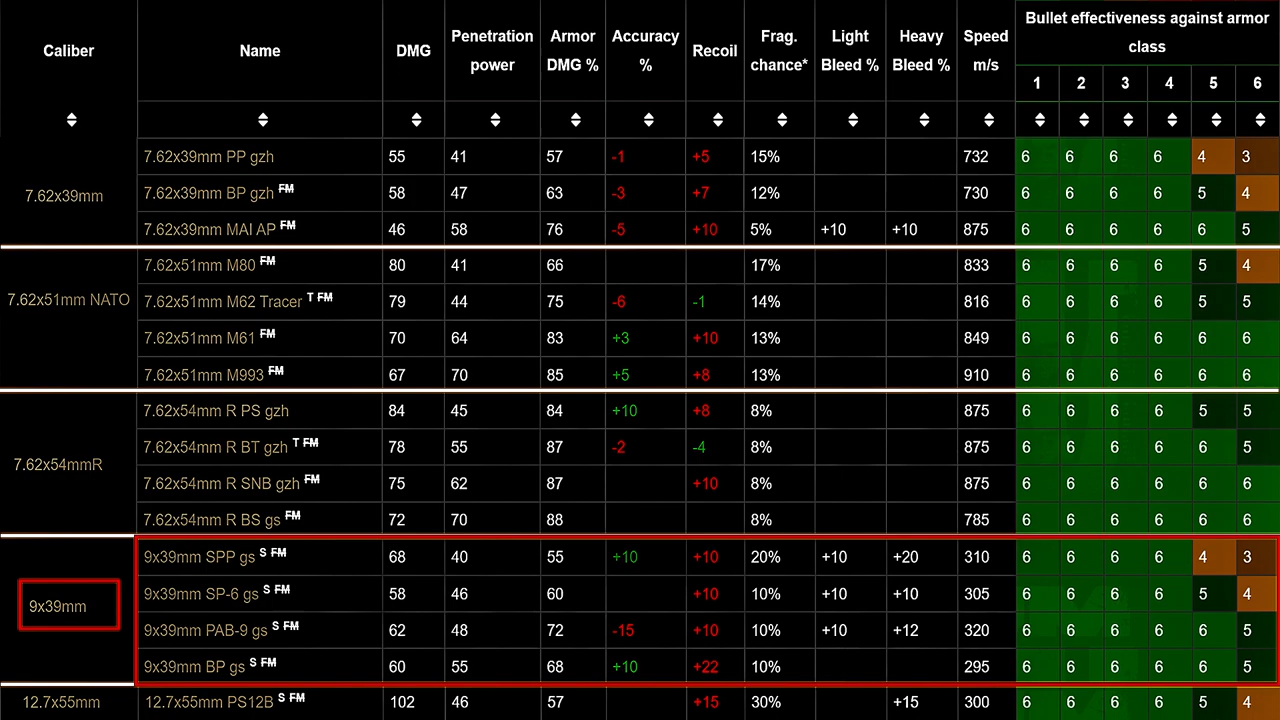 Caliber Name DMG Penetration power Armor DMG % Accuracy % Recoil Frag. chance* Light Bleed % Heavy Bleed % Speed m/s Bullet effectiveness against armor class
1 2 3 4 5 6
7.62x39mm
7.62x39mm PP gzh 55 41 57 -1 +5 15% 732 6 6 6 6 4 3
7.62x39mm BP gzh FM 58 47 63 -3 +7 12% 730 6 6 6 6 5 4
7.62x39mm MAI AP FM 46 58 76 -5 +10 5% +10 +10 875 6 6 6 6 6 5
7.62x51mm NATO
7.62x51mm M80 FM 80 41 66 17% 833 6 6 6 6 5 4
7.62x51mm M62 Tracer T FM 79 44 75 -6 -1 14% 816 6 6 6 6 5 5
7.62x51mm M61 FM 70 64 83 +3 +10 13% 849 6 6 6 6 6 6
7.62x51mm M993 FM 67 70 85 +5 +8 13% 910 6 6 6 6 6 6
7.62x54mmR
7.62x54mm R PS gzh 84 45 84 +10 +8 8% 875 6 6 6 6 5 5
7.62x54mm R BT gzh T FM 78 55 87 -2 -4 8% 875 6 6 6 6 6 5
7.62x54mm R SNB gzh FM 75 62 87 +10 8% 875 6 6 6 6 6 6
7.62x54mm R BS gs FM 72 70 88 8% 785 6 6 6 6 6 6
9x39mm
9x39mm SPP gs S FM 68 40 55 +10 +10 20% +10 +20 310 6 6 6 6 4 3
9x39mm SP-6 gs S FM 58 46 60 +10 10% +10 +10 305 6 6 6 6 5 4
9x39mm PAB-9 gs S FM 62 48 72 -15 +10 10% +10 +12 320 6 6 6 6 6 5
9x39mm BP gs S FM 60 55 68 +10 +22 10% 295 6 6 6 6 6 5
12.7x55mm 12.7x55mm PS12B S FM 102 46 57 +15 30% +15 300 6 6 6 6 5 4